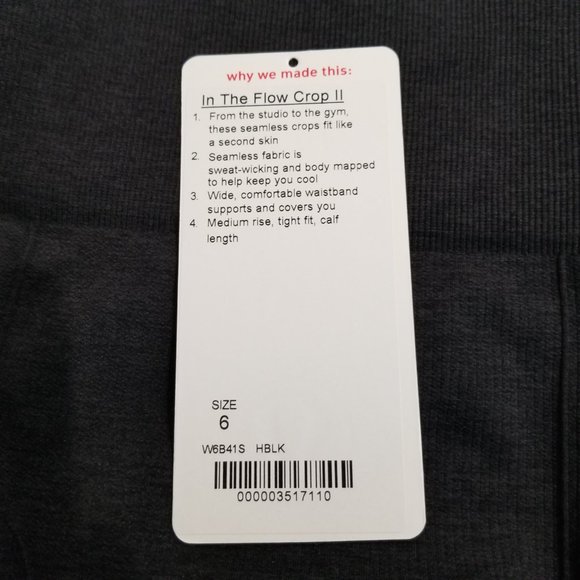 why we made this:
In The Flow Crop II
1. From the studio to the gym,
these seamless crops fit like
a second skin
2. Seamless fabric is
sweat-wicking and body mapped
to help keep you cool
3. Wide, comfortable waistband
supports and covers you
4. Medium rise, tight fit, calf
length
SIZE
6
W6B41S HBLK
000003517110